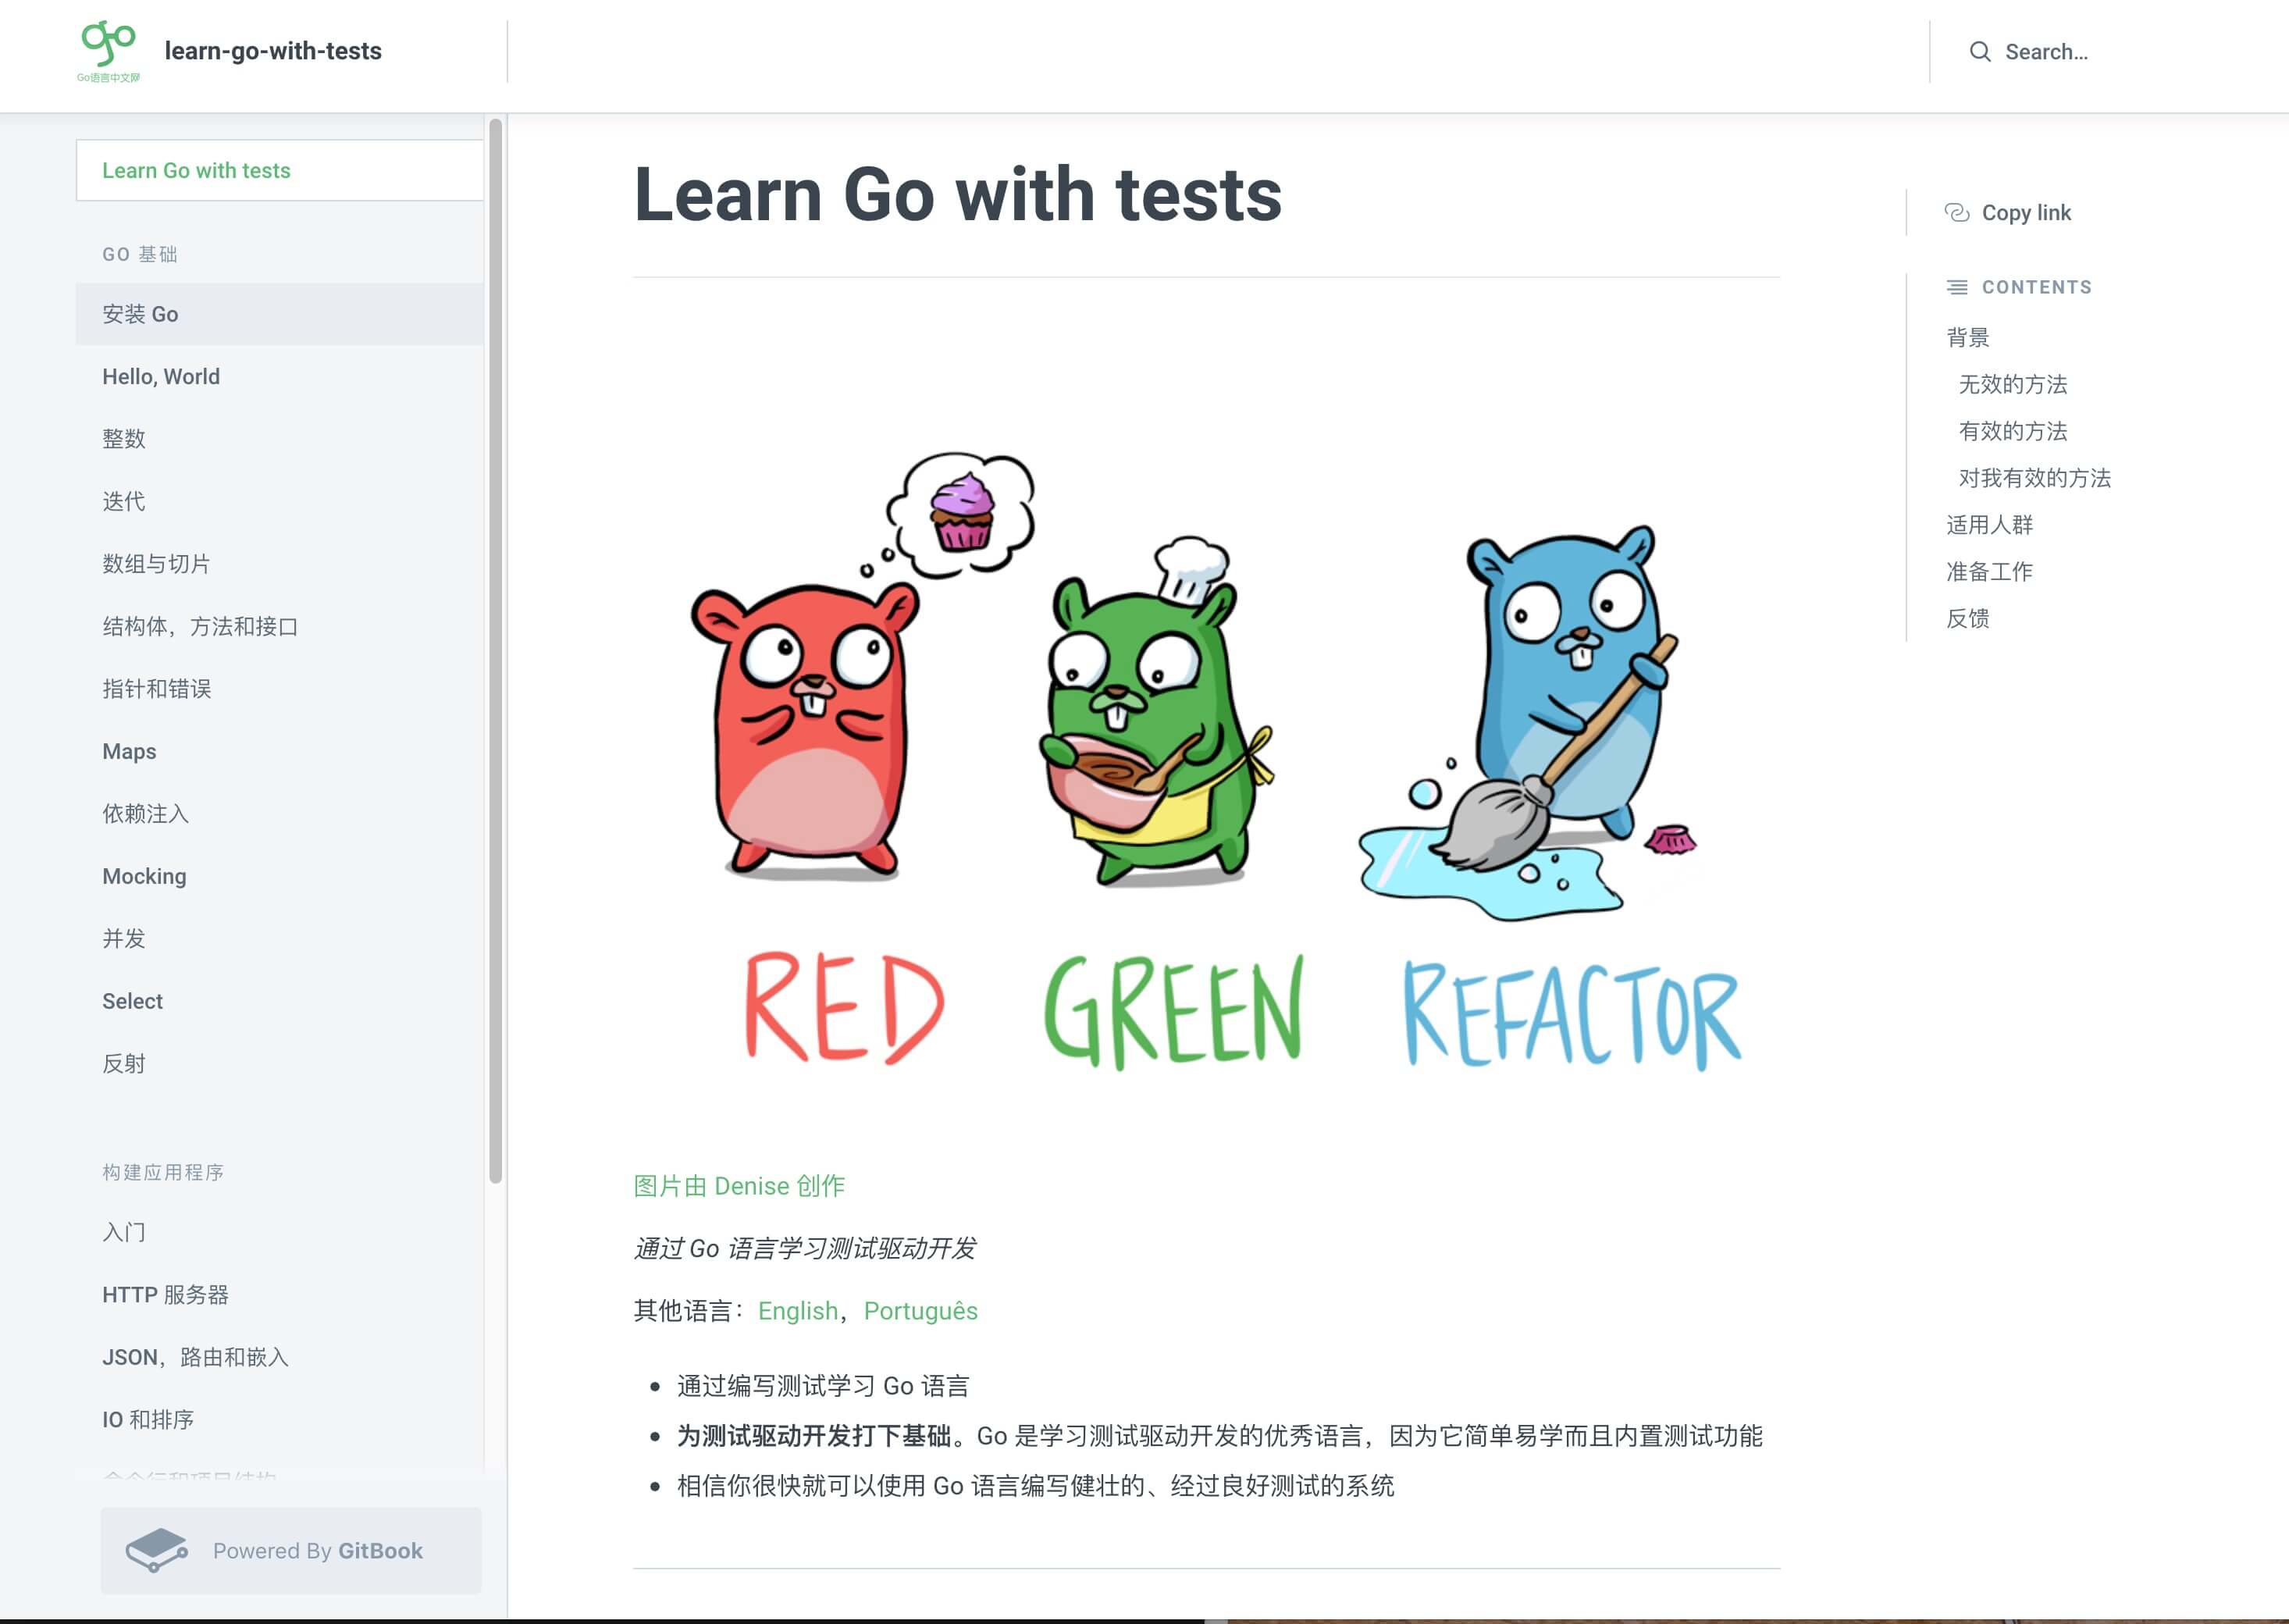 Go语言中文网
learn-go-with-tests
Search...
Learn Go with tests
GO 基础
安装 Go
Hello, World
整数
迭代
数组与切片
结构体，方法和接口
指针和错误
Maps
依赖注入
Mocking
并发
Select
反射
构建应用程序
入门
HTTP 服务器
JSON，路由和嵌入
IO 和排序
Powered By GitBook
Learn Go with tests
RED GREEN REFACTOR
图片由 Denise 创作
通过 Go 语言学习测试驱动开发
其他语言：English，Português
通过编写测试学习 Go 语言
为测试驱动开发打下基础。Go 是学习测试驱动开发的优秀语言，因为它简单易学而且内置测试功能
相信你很快就可以使用 Go 语言编写健壮的、经过良好测试的系统
Copy link
CONTENTS
背景
无效的方法
有效的方法
对我有效的方法
适用人群
准备工作
反馈